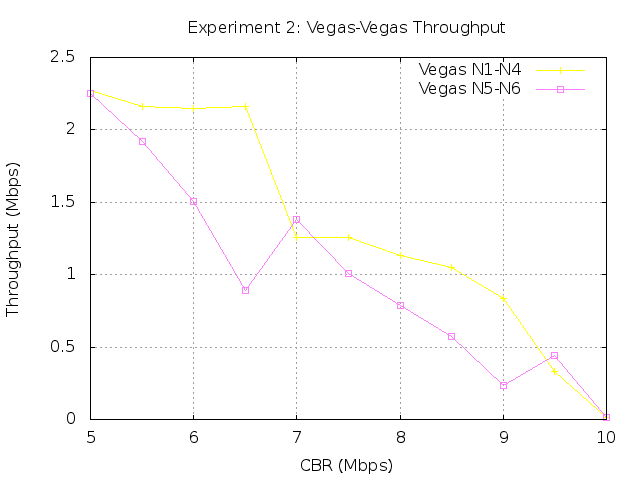 Experiment 2: Vegas-Vegas Throughput
2.5
2
1.5
1
0.5
0
Throughput (Mbps)
Vegas N1-N4
Vegas N5-N6
5 6 7 8 9 10
CBR (Mbps)